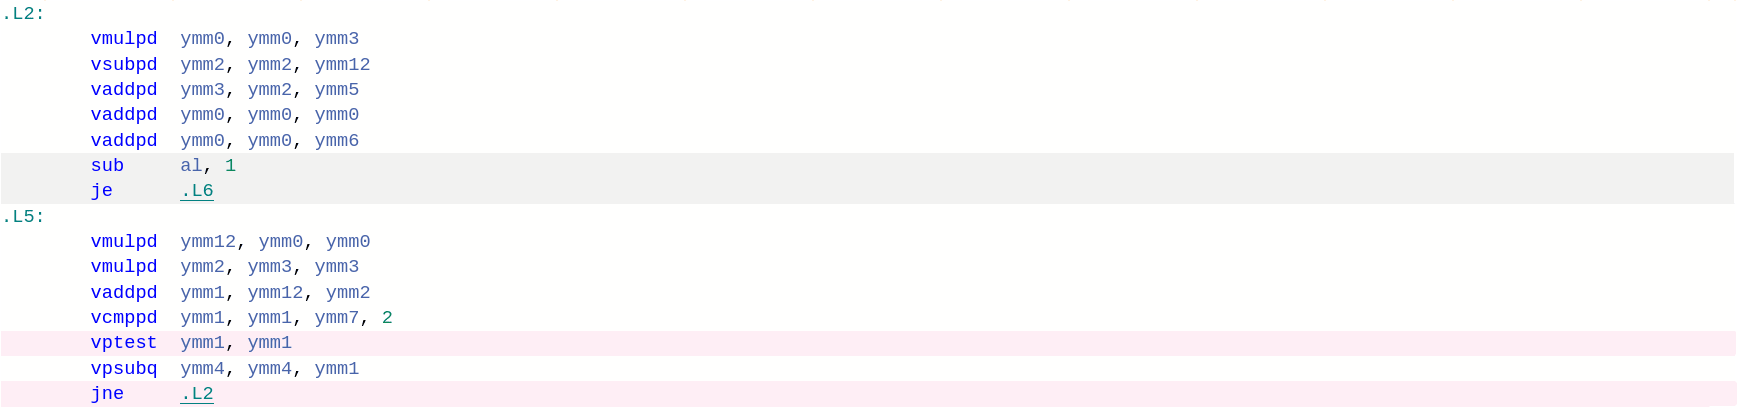 .L2:
vmulpd ymm0, ymm0, ymm3
vsubpd ymm2, ymm2, ymm12
vaddpd ymm3, ymm2, ymm5
vaddpd ymm0, ymm0, ymm0
vaddpd ymm0, ymm0, ymm6
sub al, 1
je .L6
.L5:
vmulpd ymm12, ymm0, ymm0
vmulpd ymm2, ymm3, ymm3
vaddpd ymm1, ymm12, ymm2
vcmppd ymm1, ymm1, ymm7, 2
vptest ymm1, ymm1
vpsubq ymm4, ymm4, ymm1
jne .L2